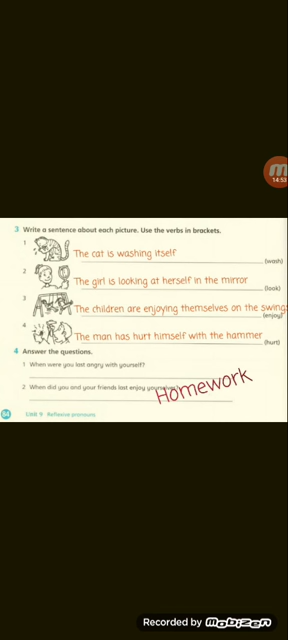 14:53
3 Write a sentence about each picture. Use the verbs in brackets.
1
The cat is washing itself
(wash)
2
The girl is looking at herself in the mirror
(look)
3
The children are enjoying themselves on the swings
(enjoy)
4
The man has hurt himself with the hammer
(hurt)
4 Answer the questions.
1 When were you last angry with yourself?
2 When did you and your friends last enjoy
Homework
54 Unit 9 Reflexive pronouns
Recorded by mobizen